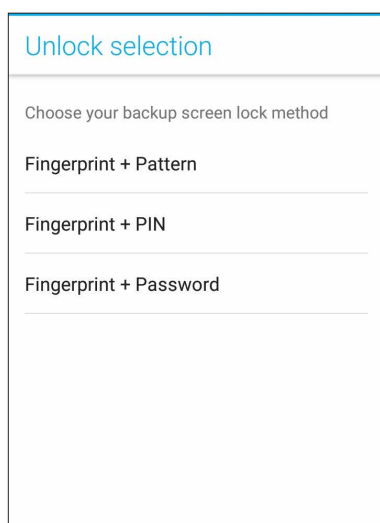 Unlock selection
Choose your backup screen lock method
Fingerprint + Pattern
Fingerprint + PIN
Fingerprint + Password